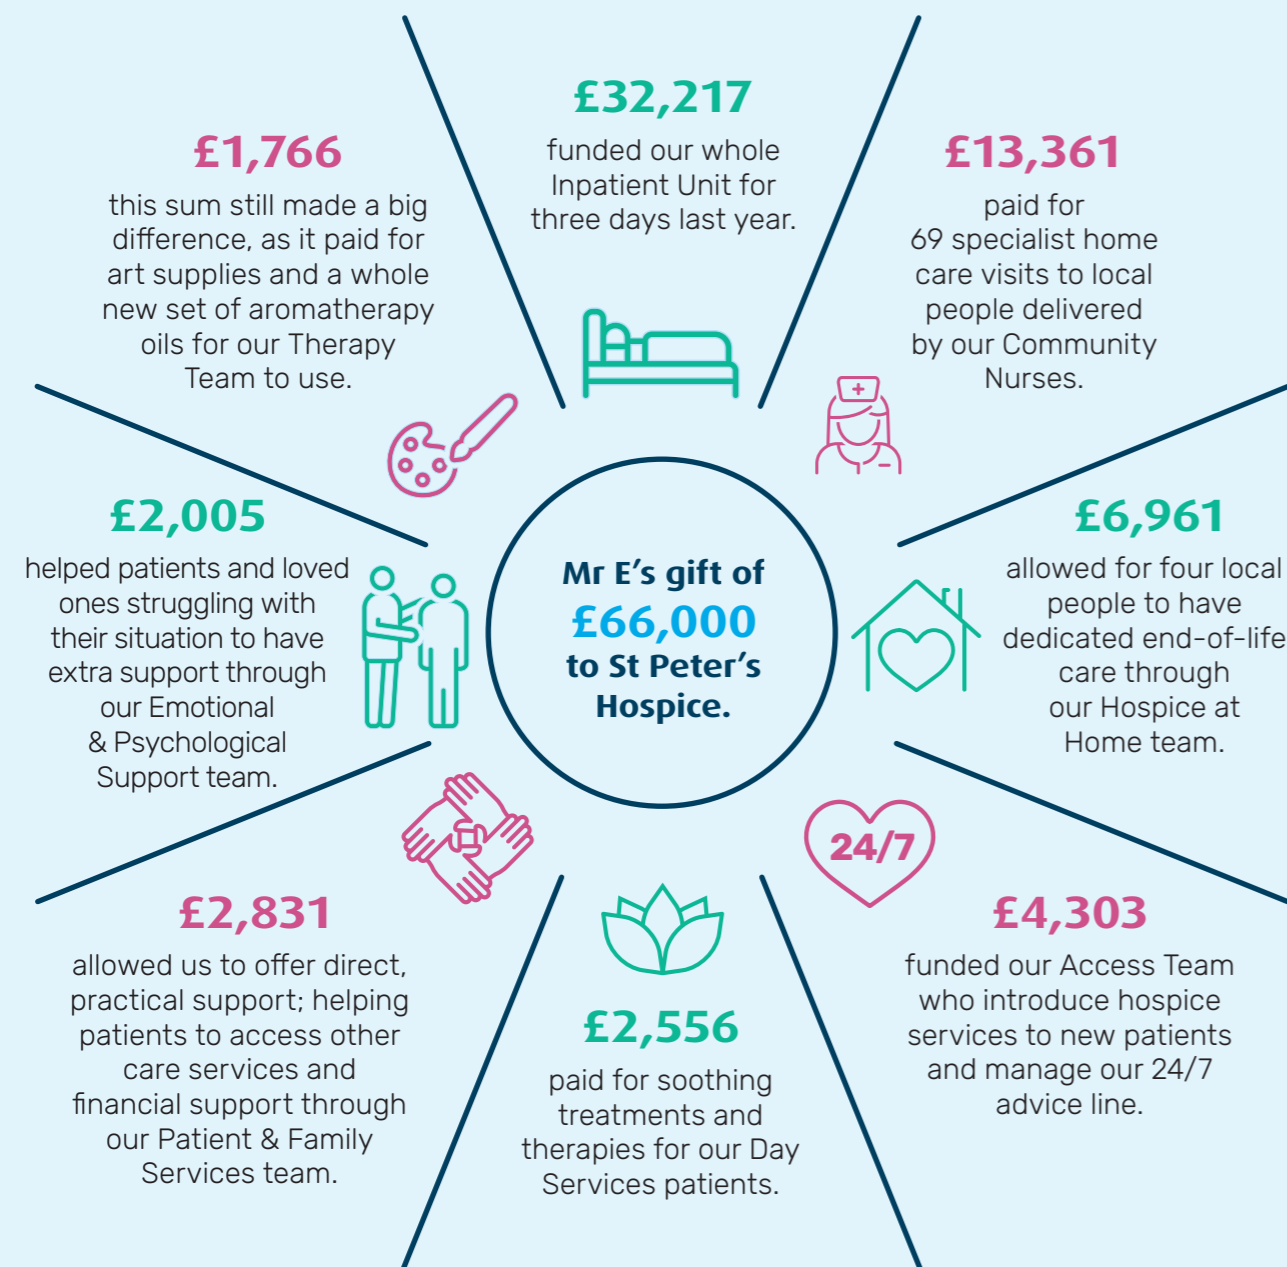 £32,217
funded our whole
Inpatient Unit for
three days last year.
£13,361
paid for
69 specialist home
care visits to local
people delivered
by our Community
Nurses.
£6,961
allowed for four local
people to have
dedicated end-of-life
care through
our Hospice at
Home team.
24/7
£4,303
funded our Access Team
who introduce hospice
services to new patients
and manage our 24/7
advice line.
£2,556
paid for soothing
treatments and
therapies for our Day
Services patients.
£2,831
allowed us to offer direct,
practical support; helping
patients to access other
care services and
financial support through
our Patient & Family
Services team.
£2,005
helped patients and loved
ones struggling with
their situation to have
extra support through
our Emotional
& Psychological
Support team.
£1,766
this sum still made a big
difference, as it paid for
art supplies and a whole
new set of aromatherapy
oils for our Therapy
Team to use.
Mr E’s gift of
£66,000
to St Peter’s
Hospice.